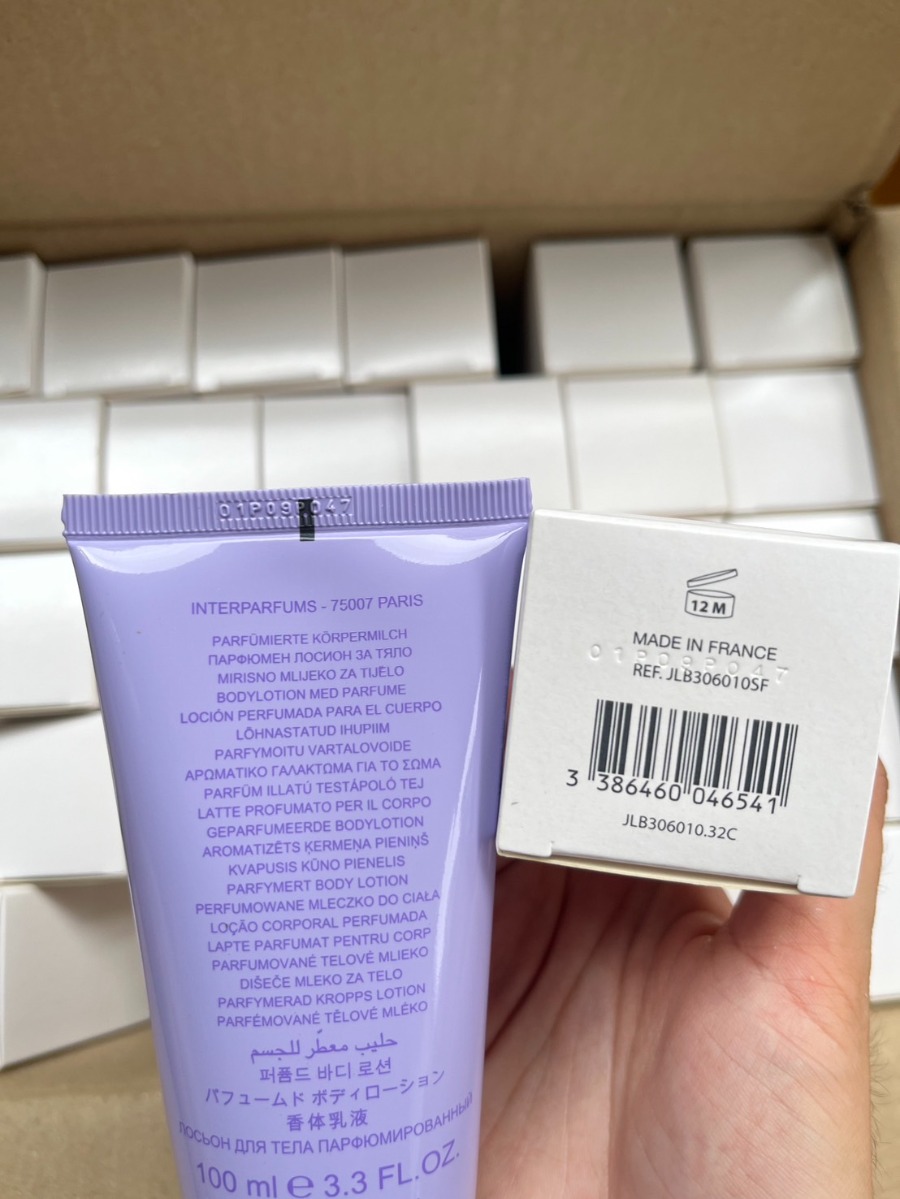 01P09P047
INTERPARFUMS - 75007 PARIS
PARFÜMIERTE KÖRPERMILCH
ПАРФЮМЕН ЛОСИОН ЗА ТЯЛО
MIRISNO MLIJEKO ZA TIJELO
BODYLOTION MED PARFUME
LOCIÓN PERFUMADA PARA EL CUERPO
LÕHNASTATUD IHUPIIM
PARFYMOITU VARTALOVOIDE
ΑΡΩΜΑΤΙΚΟ ΓΑΛΑΚΤΩΜΑ ΓΙΑ ΤΟ ΣΩΜΑ
PARFÜM ILLATÚ TESTÁPOLÓ TEJ
LATTE PROFUMATO PER IL CORPO
GEPARFUMEERDE BODYLOTION
AROMATIZĒTS ĶERMEŅA PIENIŅŠ
KVAPUSIS KŪNO PIENELIS
PARFYMERT BODY LOTION
PERFUMOWANE MLECZKO DO CIAŁA
LOÇÃO CORPORAL PERFUMADA
LAPTE PARFUMAT PENTRU CORP
PARFUMOVANÉ TELOVÉ MLIEKO
DIŠEČE MLEKO ZA TELO
PARFYMERAD KROPPS LOTION
PARFÉMOVANÉ TĚLOVÉ MLÉKO
حليب معطّر للجسم
퍼퓸드 바디 로션
パフュームド ボディローション
香体乳液
ЛОСЬОН ДЛЯ ТЕЛА ПАРФЮМИРОВАННЫЙ
100 ml ℮ 3.3 FL.OZ.
12 M
MADE IN FRANCE
01P09P047
REF. JLB306010SF
3 386460 046541
JLB306010.32C